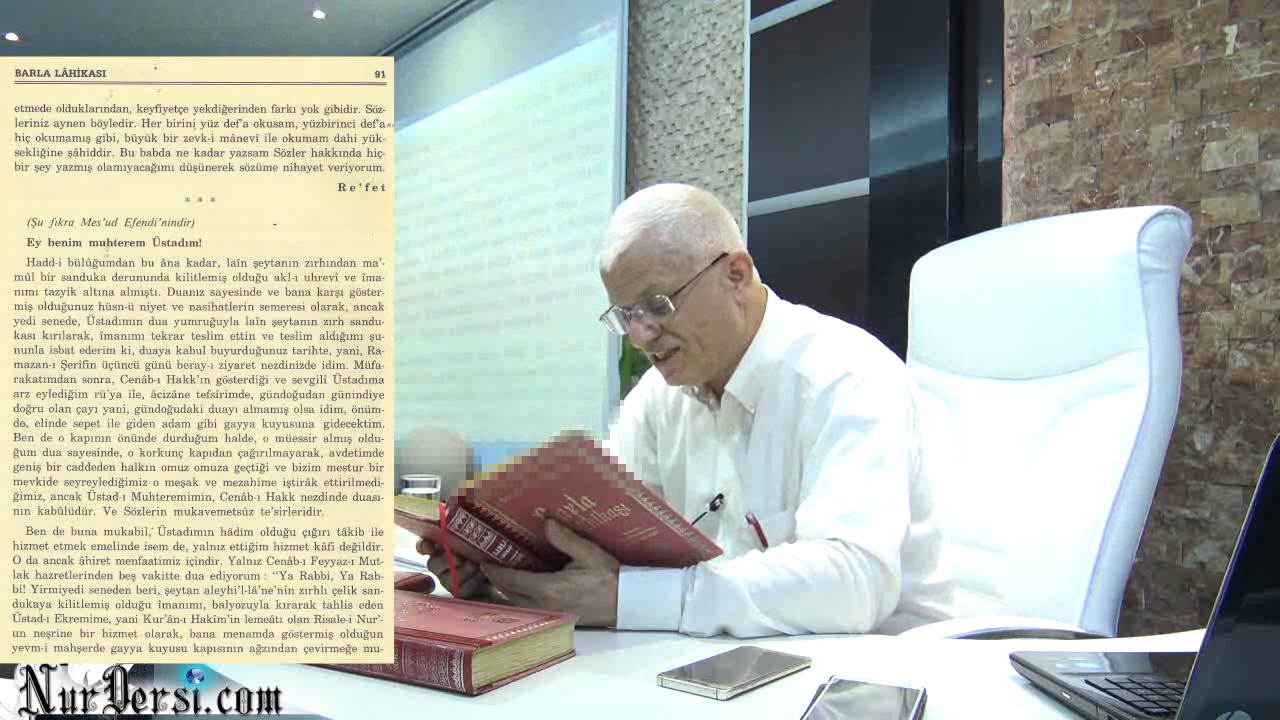 BARLA LÂHİKASI 91
etmede olduklarından, keyfiyetçe yekdiğerinden farkı yok gibidir. Söz-
leriniz aynen böyledir. Her birini yüz def'a okusam, yüzbirinci def'a
hiç okumamış gibi, büyük bir zevk-i mânevî ile okumam dahi yük-
sekliğine şâhiddir. Bu babda ne kadar yazsam Sözler hakkında hiç-
bir şey yazmış olamıyacağımı düşünerek sözüme nihayet veriyorum.
Re'fet
* * *
(Şu fıkra Mes'ud Efendi'nindir)
Ey benim muhterem Üstadım!
Hadd-i bülûğumdan bu âna kadar, laîn şeytanın zırhından ma'-
mûl bir sanduka derununda kilitlemiş olduğu akl-ı uhrevî ve îma-
nımı tazyik altına almıştı. Duanız sayesinde ve bana karşı göster-
miş olduğunuz hüsn-ü niyet ve nasihatlerin semeresi olarak, ancak
yedi senede, Üstadımın dua yumruğuyla laîn şeytanın zırh sandu-
kası kırılarak, îmanımı tekrar teslim ettin ve teslim aldığımı şu-
nunla isbat ederim ki, duaya kabul buyurduğunuz tarihte, yani, Ra-
mazan-ı Şerîfin üçüncü günü beray-ı ziyaret nezdinizde idim. Müfa-
rakatımdan sonra, Cenâb-ı Hakk'ın gösterdiği ve sevgili Üstadıma
arz eylediğim rü'ya ile, âcizâne tefsîrimde, gündoğudan günindiye
doğru olan çayı yani, gündoğudaki duayı almamış olsa idim, önüm-
de, elinde sepet ile giden adam gibi gayya kuyusuna gidecektim.
Ben de o kapının önünde durduğum halde, o müessir almış oldu-
ğum dua sayesinde, o korkunç kapıdan çağırılmayarak, avdetimde
geniş bir caddeden halkın omuz omuza geçtiği ve bizim mestur bir
mevkide seyreylediğimiz o meşak ve mezahime iştirâk ettirilmedi-
ğimiz, ancak Üstad-ı Muhteremimin, Cenâb-ı Hakk nezdinde duası-
nın kabûlüdür. Ve Sözlerin mukavemetsûz te'sirleridir.
Ben de buna mukabil, Üstadımın hâdim olduğu çığırı tâkib ile
hizmet etmek emelinde isem de, yalnız ettiğim hizmet kâfi değildir.
O da ancak âhiret menfaatimiz içindir. Yalnız Cenâb-ı Feyyaz-ı Mut-
lak hazretlerinden beş vakitte dua ediyorum : "Ya Rabbi, Ya Rab-
bi! Yirmiyedi seneden beri, şeytan aleyhi'l-lâ'ne'nin zırhlı çelik san-
dukaya kilitlemiş olduğu îmanımı, balyozuyla kırarak tahlis eden
Üstad-ı Ekremime, yani Kur'ân-ı Hakîm'in lemeâtı olan Risale-i Nur'-
un neşrine bir hizmet olarak, bana menamda göstermiş olduğun
yevm-i mahşerde gayya kuyusu kapısının ağzından çevirmeğe mu-
Barla
Lâhikası
NurDersi.com